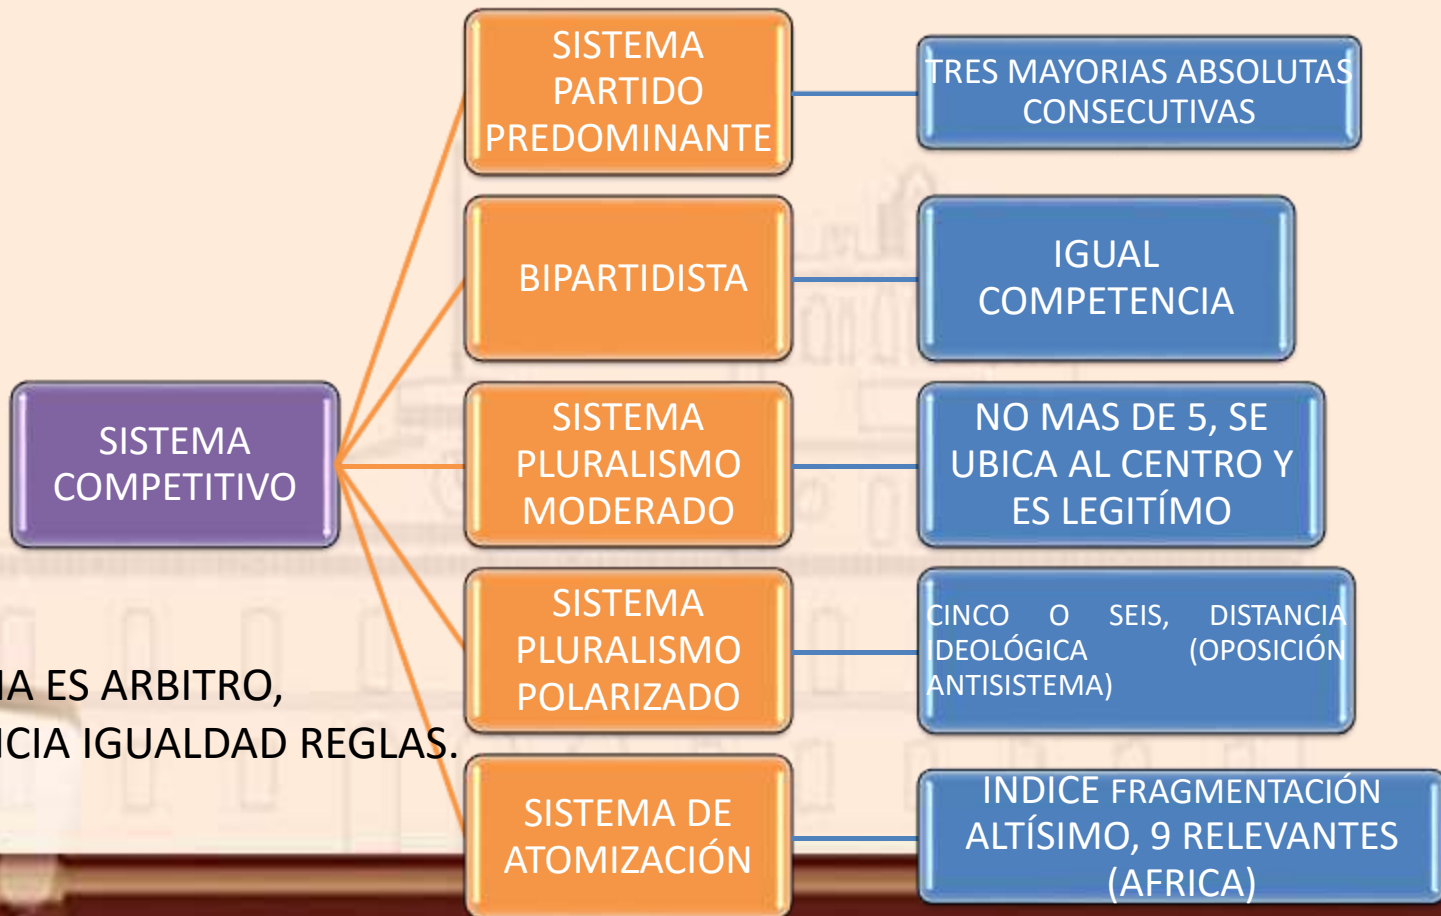 SISTEMA
PARTIDO
PREDOMINANTE
TRES MAYORIAS ABSOLUTAS
CONSECUTIVAS
BIPARTIDISTA
IGUAL
COMPETENCIA
SISTEMA
COMPETITIVO
SISTEMA
PLURALISMO
MODERADO
NO MAS DE 5, SE
UBICA AL CENTRO Y
ES LEGITÍMO
SISTEMA
PLURALISMO
POLARIZADO
CINCO O SEIS, DISTANCIA
IDEOLÓGICA (OPOSICIÓN
ANTISISTEMA)
ES ARBITRO,
IGUALDAD REGLAS.
SISTEMA DE
ATOMIZACIÓN
INDICE FRAGMENTACIÓN
ALTÍSIMO, 9 RELEVANTES
(AFRICA)